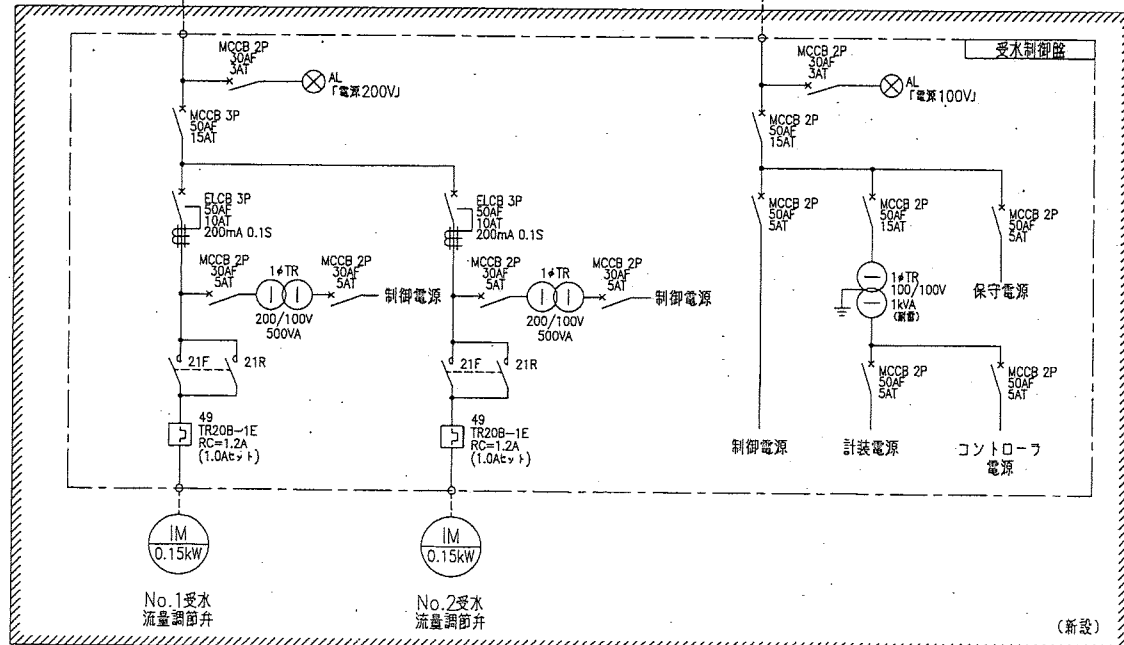 受水制御盤
MCCB 2P
30AF
3AT
AL
「電源200V」
MCCB 3P
50AF
15AT
ELCB 3P
50AF
10AT
200mA 0.1S
MCCB 2P
30AF
5AT
1φTR
200/100V
500VA
MCCB 2P
30AF
5AT
制御電源
21F
21R
49
TR20B-1E
RC=1.2A
(1.0Aセット)
IM
0.15kW
No.1受水
流量調節弁
ELCB 3P
50AF
10AT
200mA 0.1S
MCCB 2P
30AF
5AT
1φTR
200/100V
500VA
MCCB 2P
30AF
5AT
制御電源
21F
21R
49
TR20B-1E
RC=1.2A
(1.0Aセット)
IM
0.15kW
No.2受水
流量調節弁
MCCB 2P
30AF
3AT
AL
「電源100V」
MCCB 2P
50AF
15AT
MCCB 2P
50AF
5AT
制御電源
MCCB 2P
50AF
15AT
1φTR
100/100V
1kVA
(耐雷)
MCCB 2P
50AF
5AT
保守電源
MCCB 2P
50AF
5AT
計装電源
MCCB 2P
50AF
5AT
コントローラ
電源
(新設)